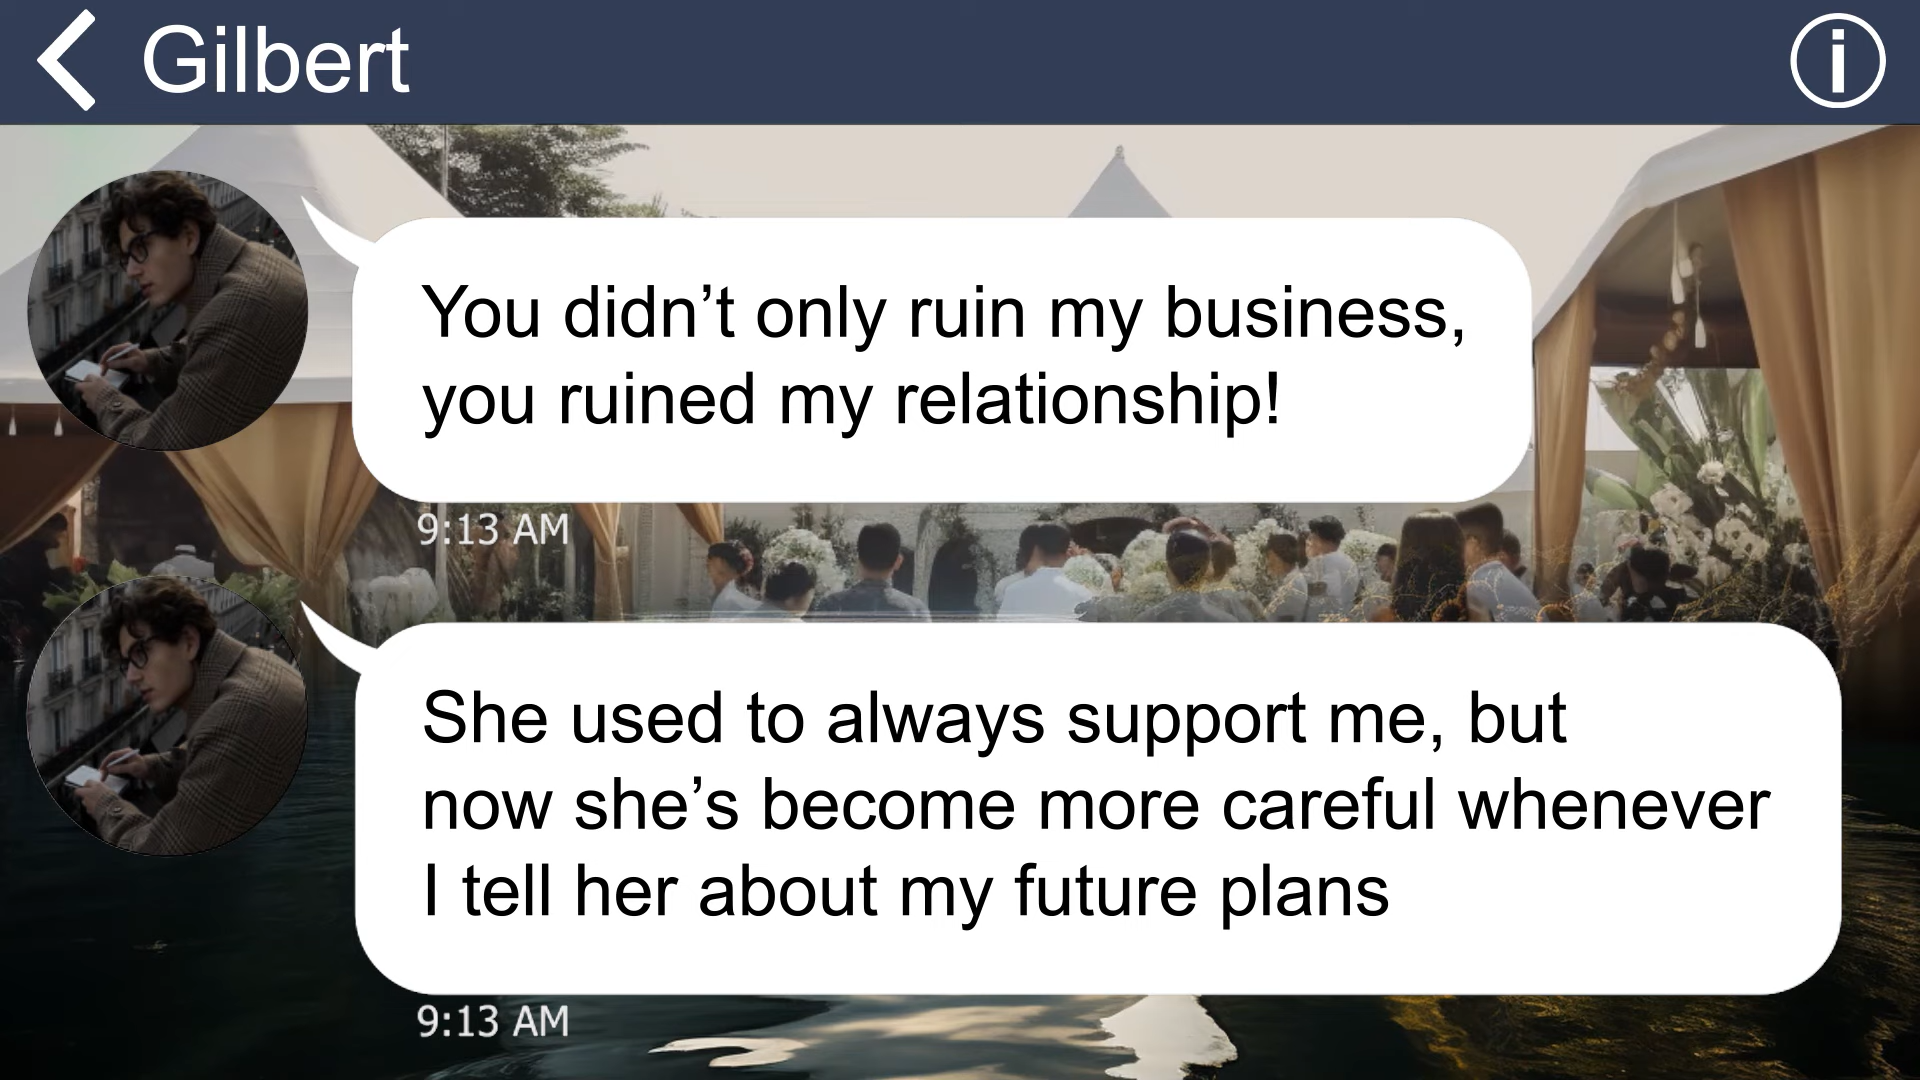 Gilbert
You didn’t only ruin my business,
you ruined my relationship!
9:13 AM
She used to always support me, but
now she’s become more careful whenever
I tell her about my future plans
9:13 AM